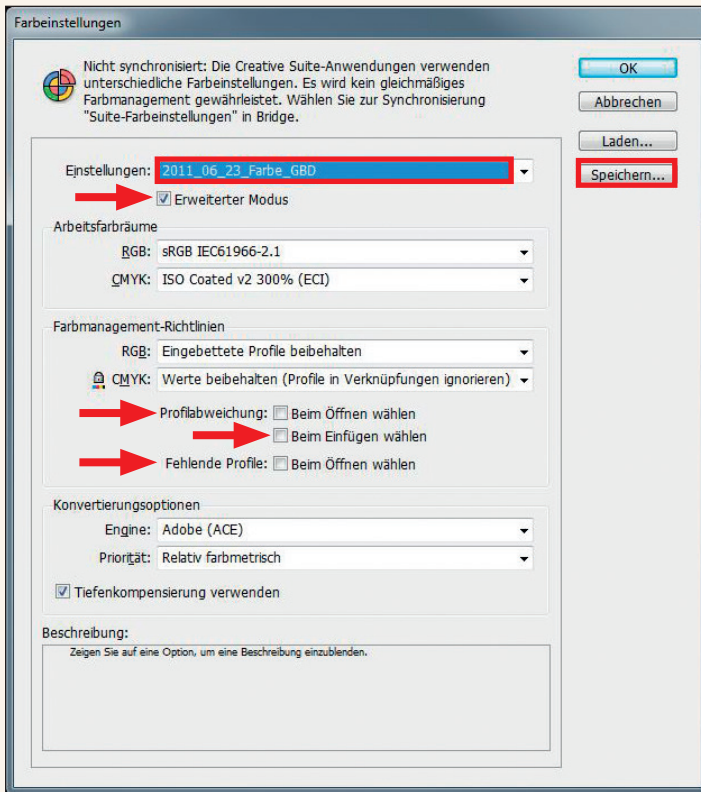 Farbeinstellungen
Nicht synchronisiert: Die Creative Suite-Anwendungen verwenden
unterschiedliche Farbeinstellungen. Es wird kein gleichmäßiges
Farbmanagement gewährleistet. Wählen Sie zur Synchronisierung
"Suite-Farbeinstellungen" in Bridge.
OK
Abbrechen
Laden...
Speichern...
Einstellungen: 2011_06_23_Farbe_GBD
Erweiterter Modus
Arbeitsfarbräume
RGB: sRGB IEC61966-2.1
CMYK: ISO Coated v2 300% (ECI)
Farbmanagement-Richtlinien
RGB: Eingebettete Profile beibehalten
CMYK: Werte beibehalten (Profile in Verknüpfungen ignorieren)
Profilabweichung: Beim Öffnen wählen
Beim Einfügen wählen
Fehlende Profile: Beim Öffnen wählen
Konvertierungsoptionen
Engine: Adobe (ACE)
Priorität: Relativ farbmetrisch
Tiefenkompensierung verwenden
Beschreibung:
Zeigen Sie auf eine Option, um eine Beschreibung einzublenden.